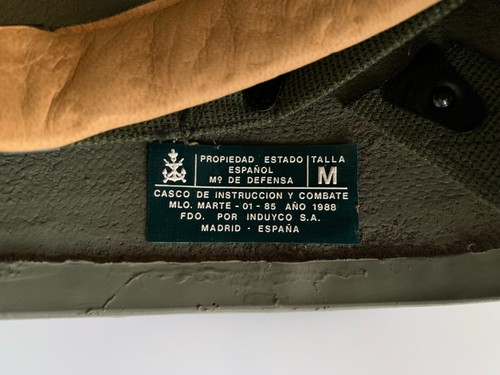 PROPIEDAD ESTADO
ESPAÑOL
Mº DE DEFENSA
TALLA
M
CASCO DE INSTRUCCION Y COMBATE
MLO. MARTE - 01 - 85 AÑO 1988
FDO. POR INDUYCO S.A.
MADRID - ESPAÑA